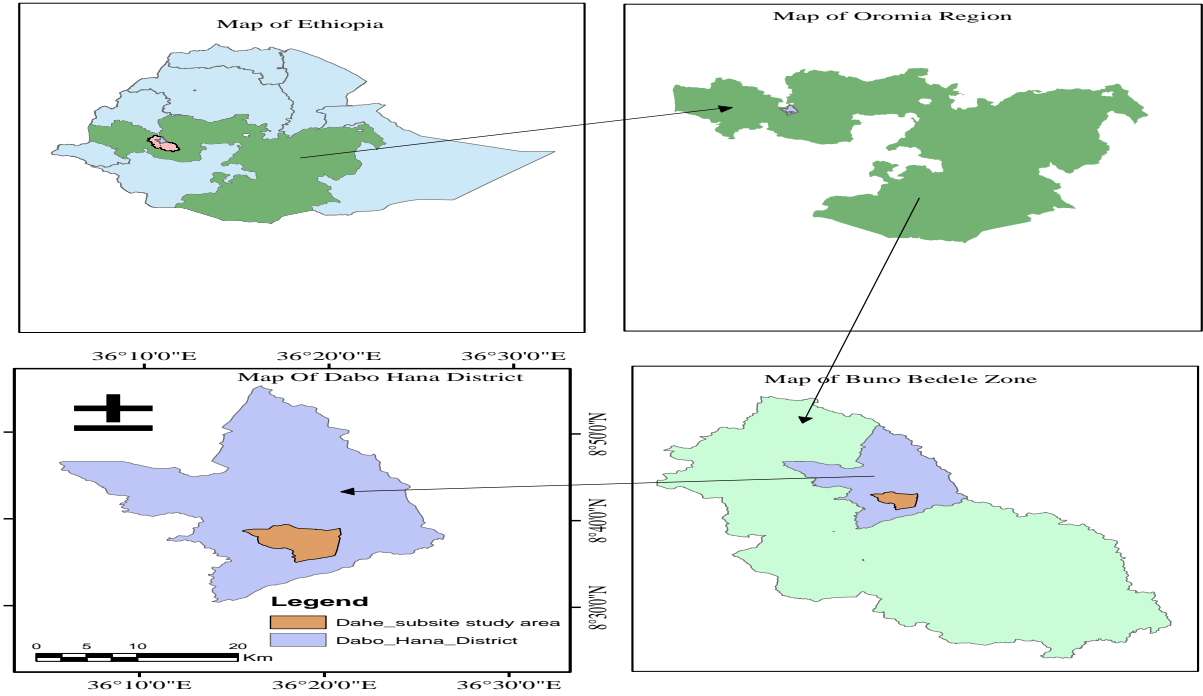 Map of Ethiopia
Map of Oromia Region
36°10'0"E 36°20'0"E 36°30'0"E
Map Of Dabo Hana District
Map of Buno Bedele Zone
8°50'0"N
8°40'0"N
8°30'0"N
Legend
Dahe_subsite study area
Dabo_Hana_District
0 5 10 20
Km
36°10'0"E 36°20'0"E 36°30'0"E